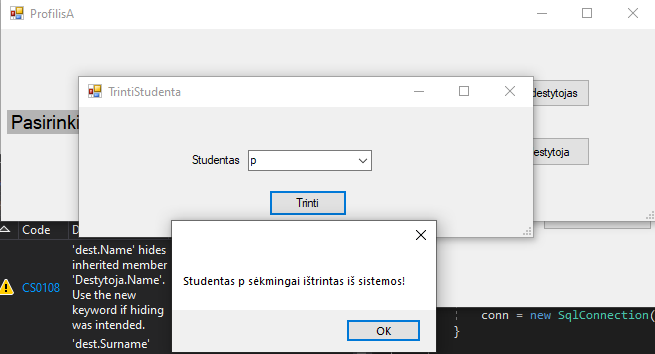 ProfilisA
TrintiStudenta
destytojas
Pasirinki
Studentas p
estytoja
Trinti
Code
'dest.Name' hides
inherited member
'Destytoja.Name'.
Use the new
keyword if hiding
was intended.
CS0108
'dest.Surname'
Studentas p sėkmingai ištrintas iš sistemos!
OK
conn = new SqlConnection(
}